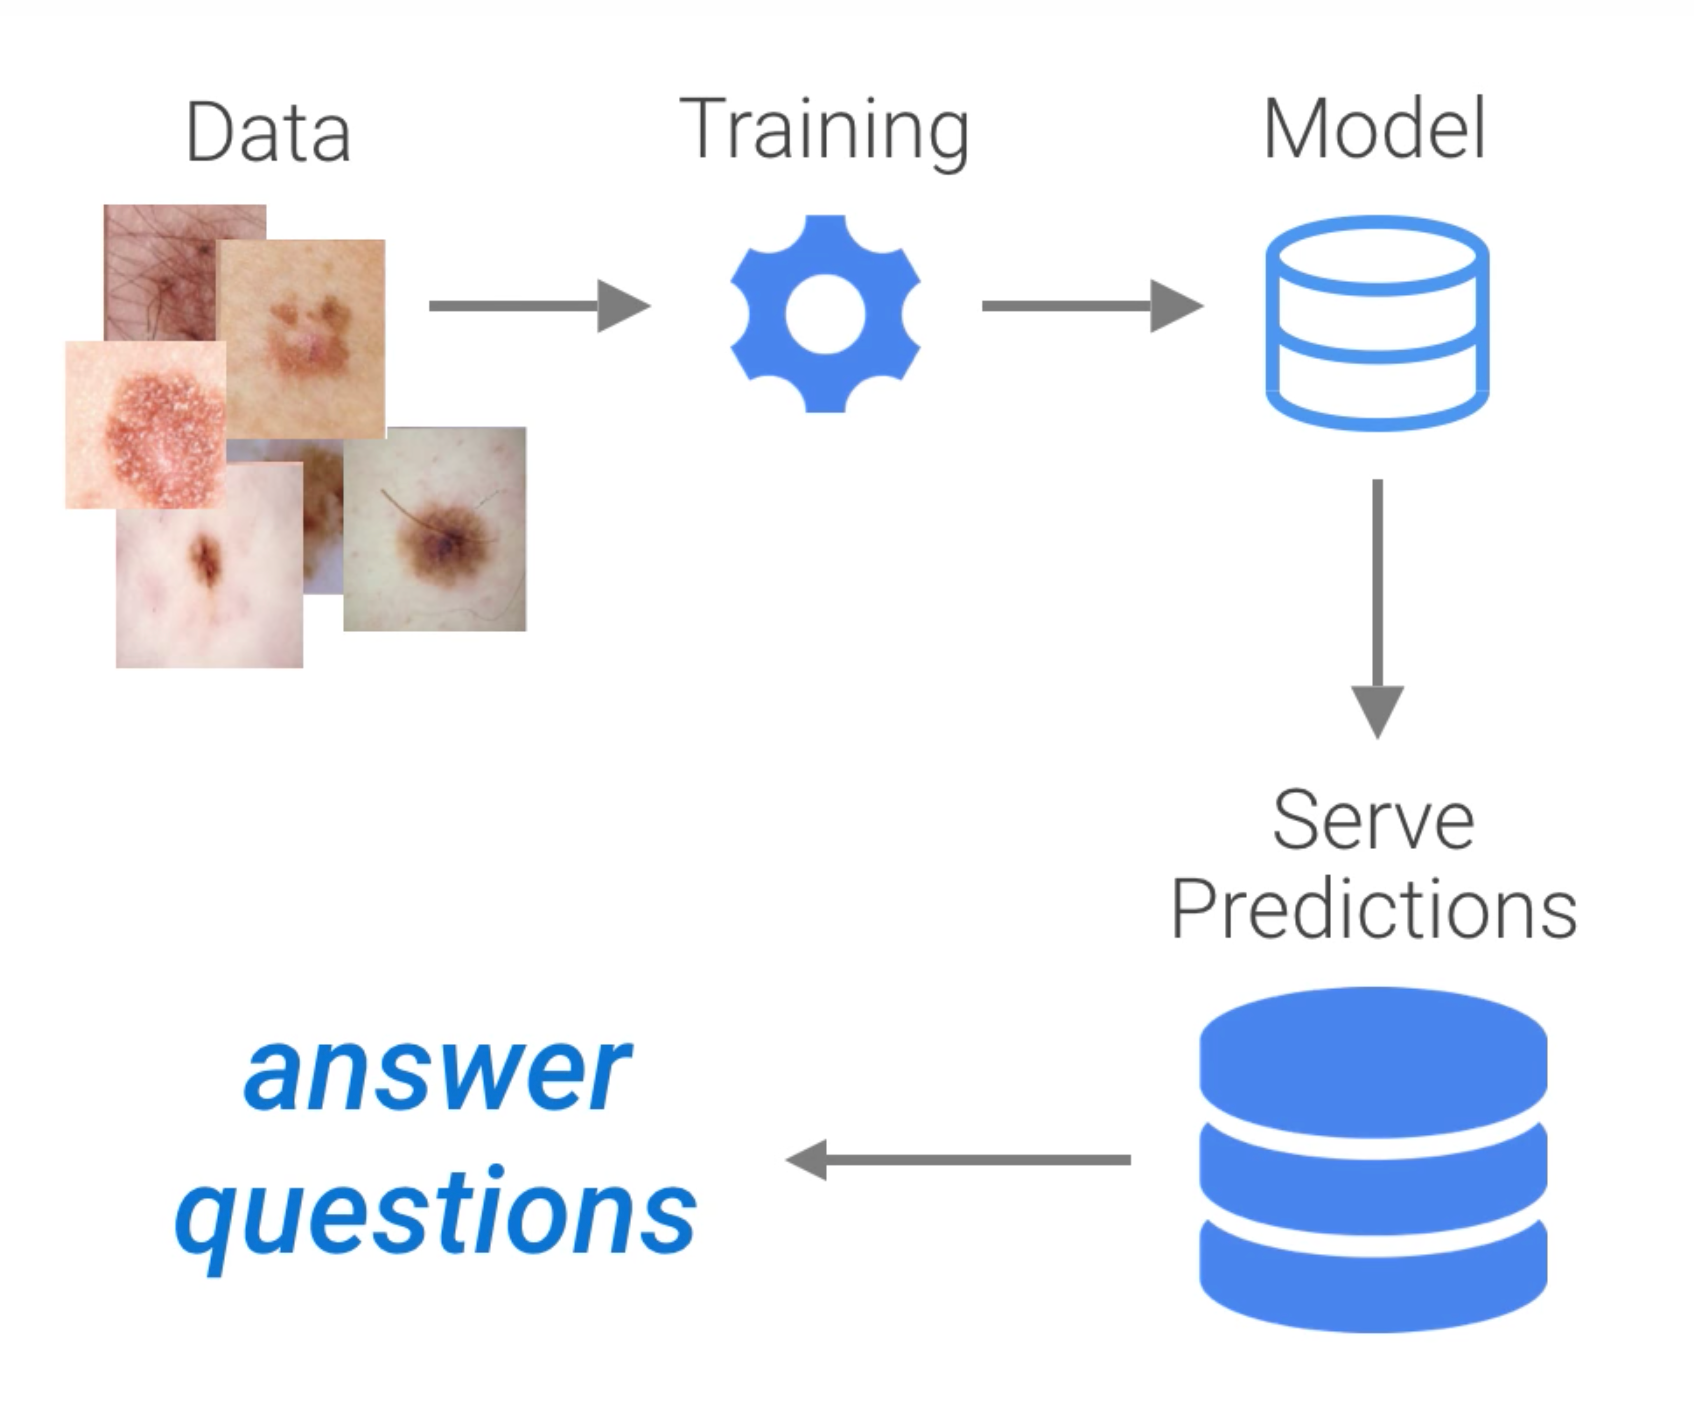 Data
Training
Model
Serve
Predictions
answer
questions